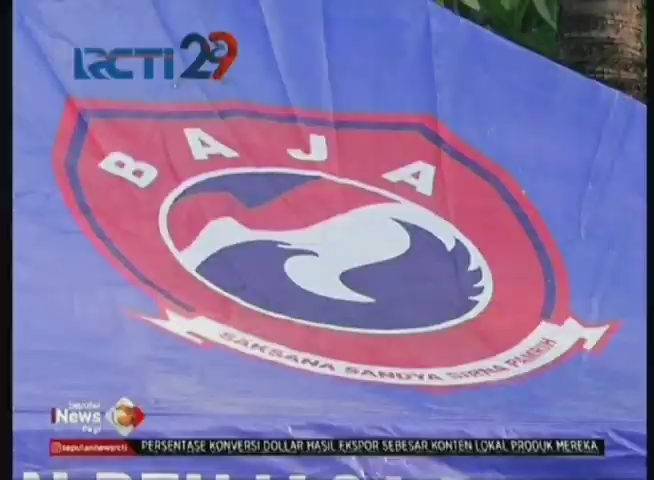 RCTI 29
BAJA
SAKSANA SANDYA SIRNA PAMRIH
seputar
iNews
pagi
seputarinewsrcti
PERSENTASE KONVERSI DOLLAR HASIL EKSPOR SEBESAR KONTEN LOKAL PRODUK MEREKA